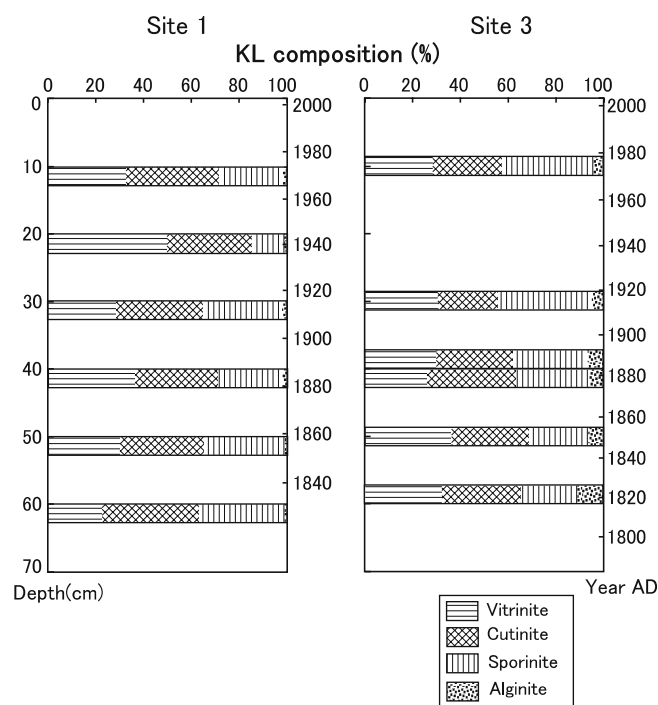 Site 1 Site 3
KL composition (%)
0 20 40 60 80 100 0 20 40 60 80 100
0 2000 2000
1980 1980
10
1960 1960
20
1940 1940
1920 1920
30
1900 1900
40
1880 1880
1860 1860
50
1840 1840
60
1820
1800
70
Depth(cm) Year AD
Vitrinite
Cutinite
Sporinite
Alginite